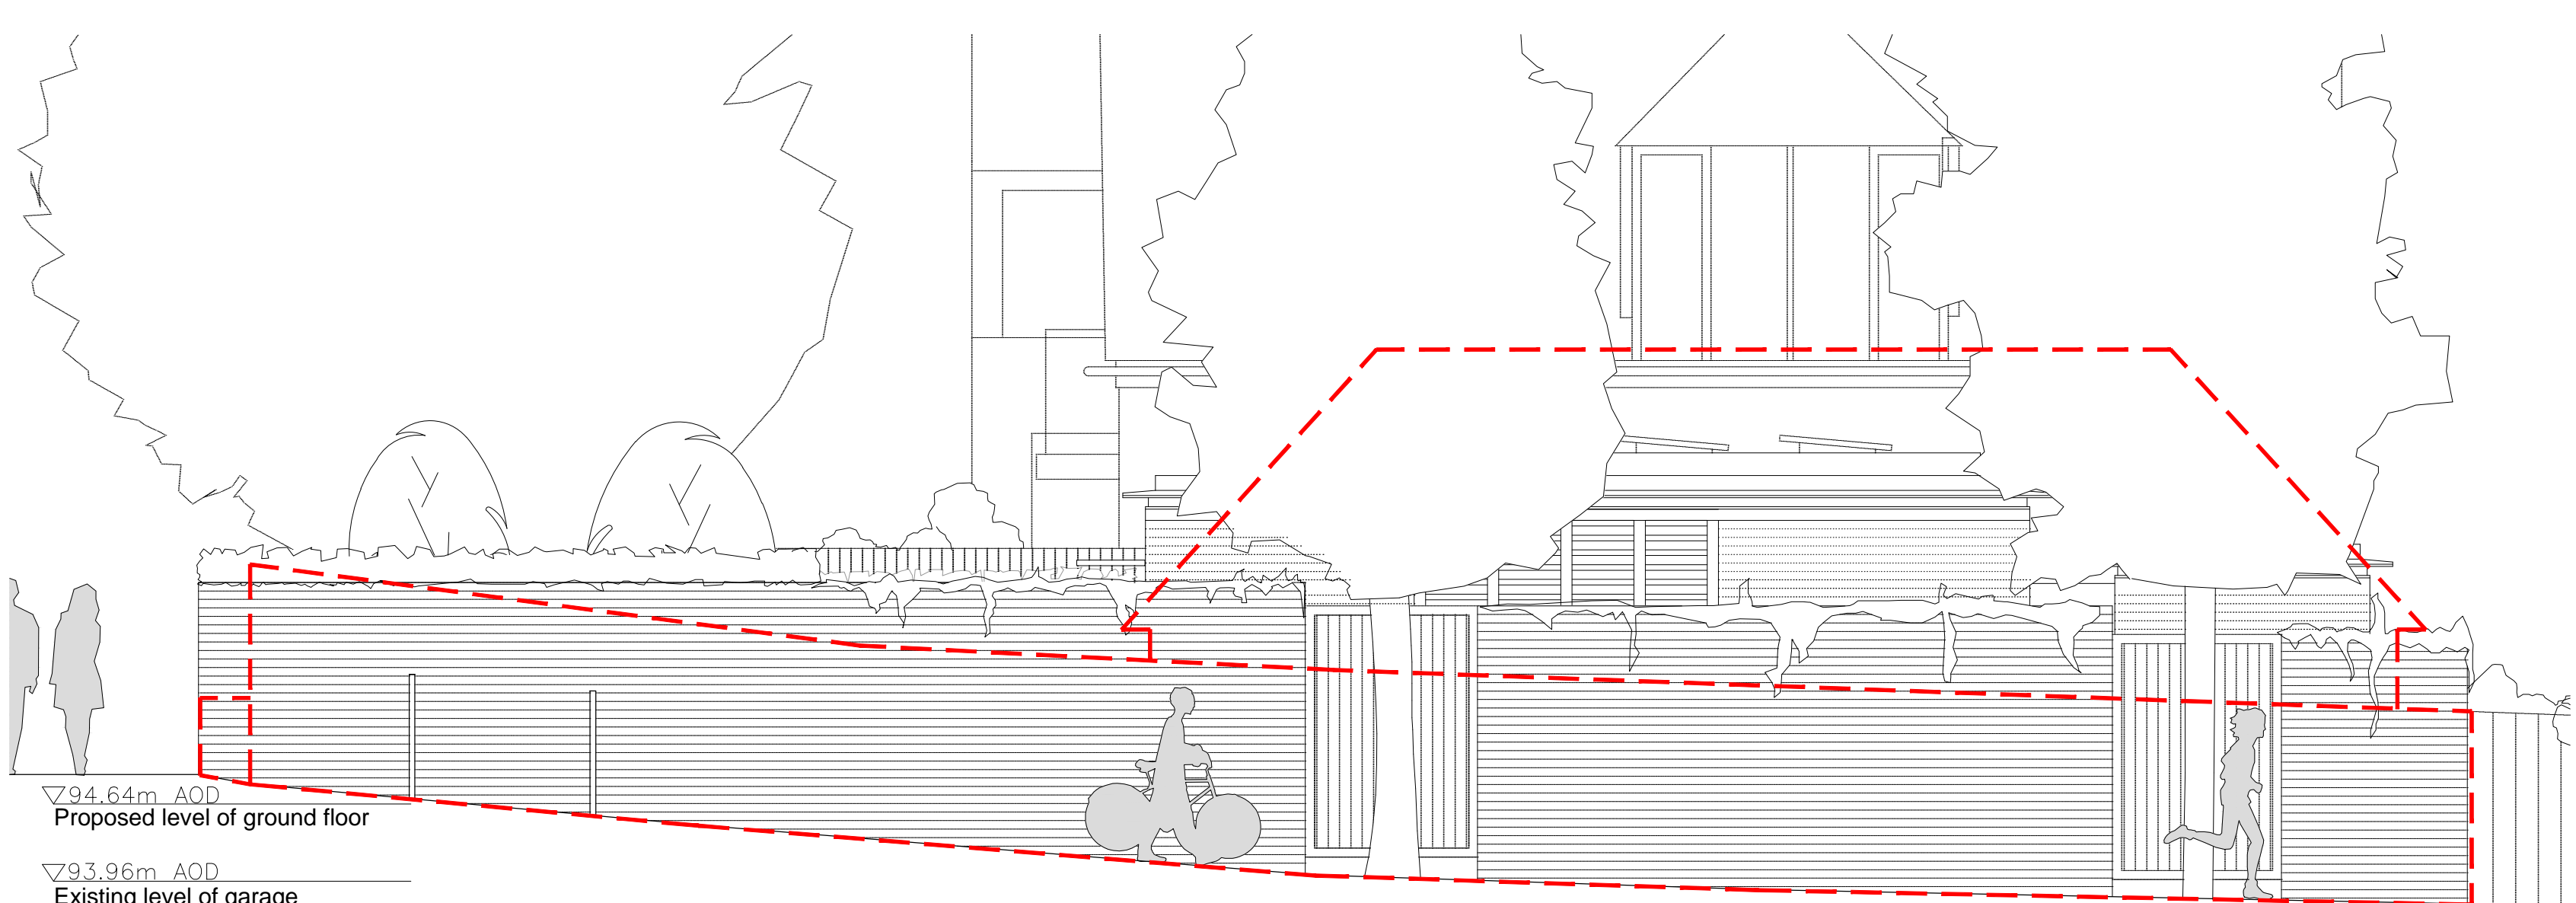 94.64m AOD
Proposed level of ground floor
93.96m AOD
Existing level of garage